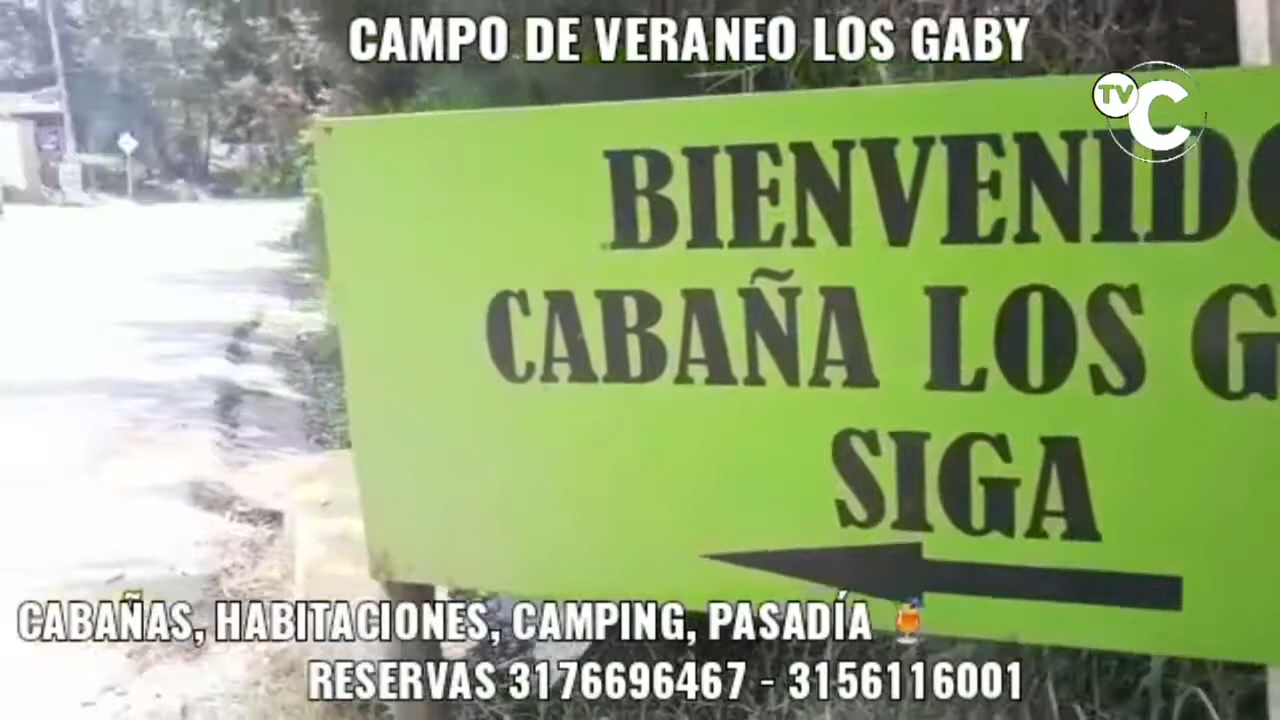 CAMPO DE VERANEO LOS GABY
TV C
BIENVENIDO
CABAÑA LOS G
SIGA
CABAÑAS, HABITACIONES, CAMPING, PASADÍA
RESERVAS 3176696467 - 3156116001